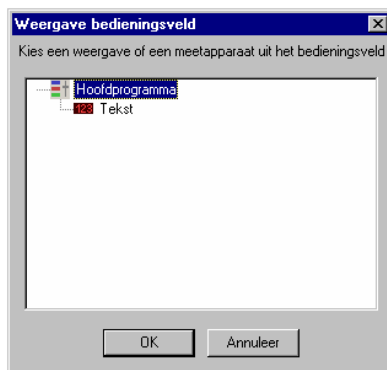 Weergave bedieningsveld
Kies een weergave of een meetapparaat uit het bedieningsveld
Hoofdprogramma
123 Tekst
OK Annuleer